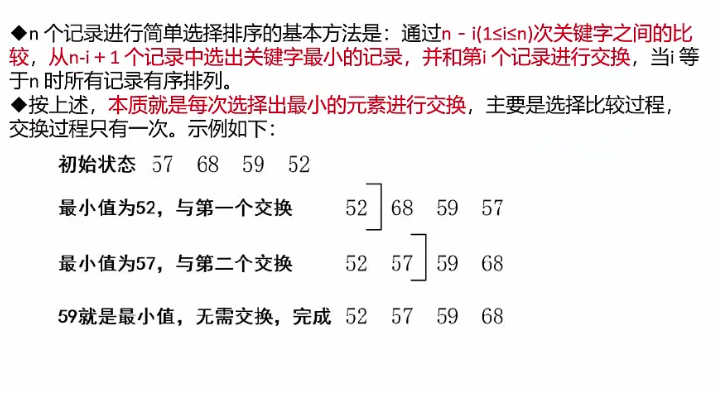 ◆n 个记录进行简单选择排序的基本方法是：通过n－i(1≤i≤n)次关键字之间的比
较，从n-i＋1 个记录中选出关键字最小的记录，并和第i 个记录进行交换，当i 等
于n 时所有记录有序排列。
◆按上述，本质就是每次选择出最小的元素进行交换，主要是选择比较过程，
交换过程只有一次。示例如下：
初始状态 57 68 59 52
最小值为52，与第一个交换 52 68 59 57
最小值为57，与第二个交换 52 57 59 68
59就是最小值，无需交换，完成 52 57 59 68